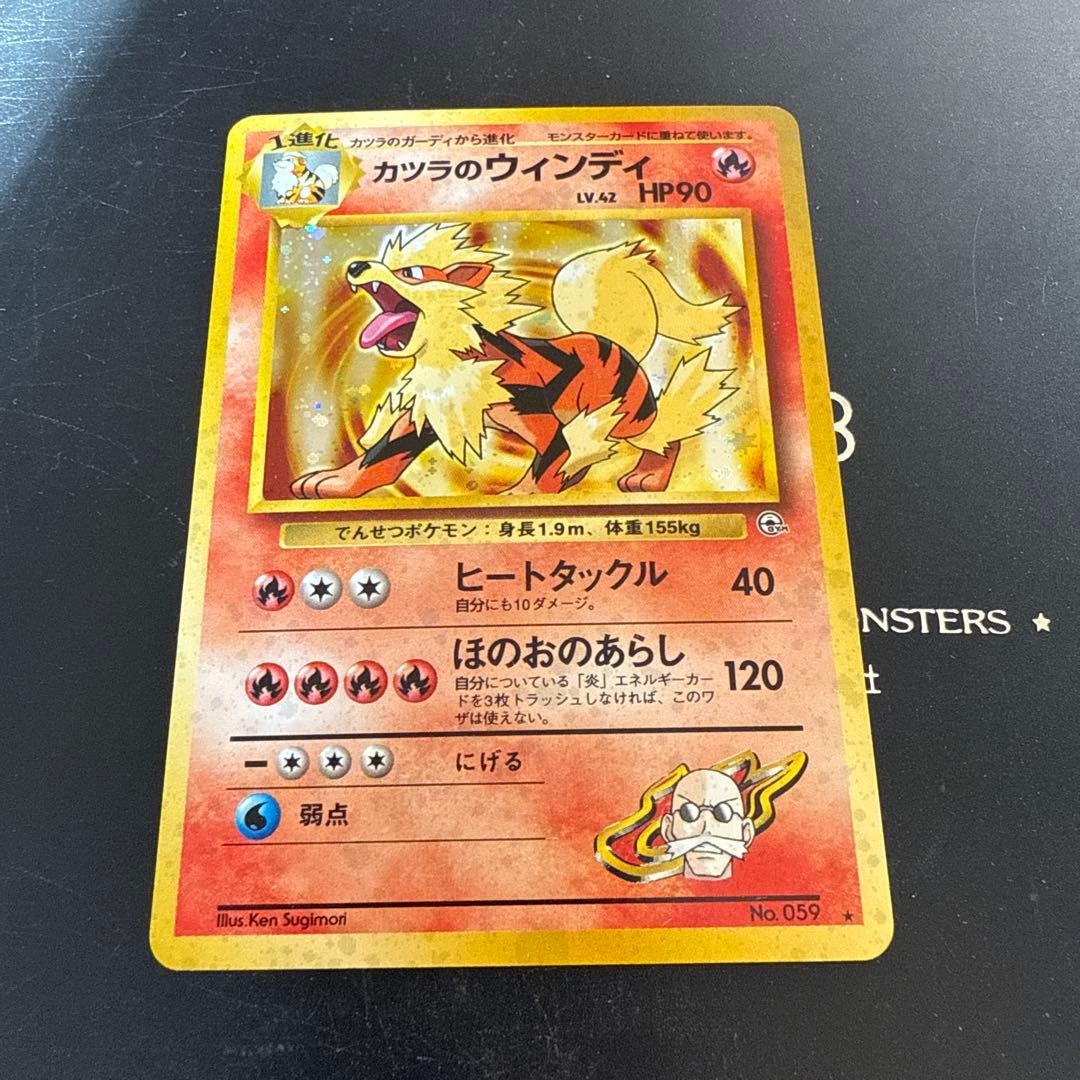 1進化
カツラのガーディから進化
モンスターカードに重ねて使います。
カツラのウィンディ
LV.42 HP90
でんせつポケモン：身長1.9m、体重155kg
GYM
ヒートタックル 40
自分にも10ダメージ。
ほのおのあらし 120
自分についている「炎」エネルギーカー
ドを3枚トラッシュしなければ、このワ
ザは使えない。
にげる
弱点
Illus.Ken Sugimori
No.059 ★
NSTERS ★